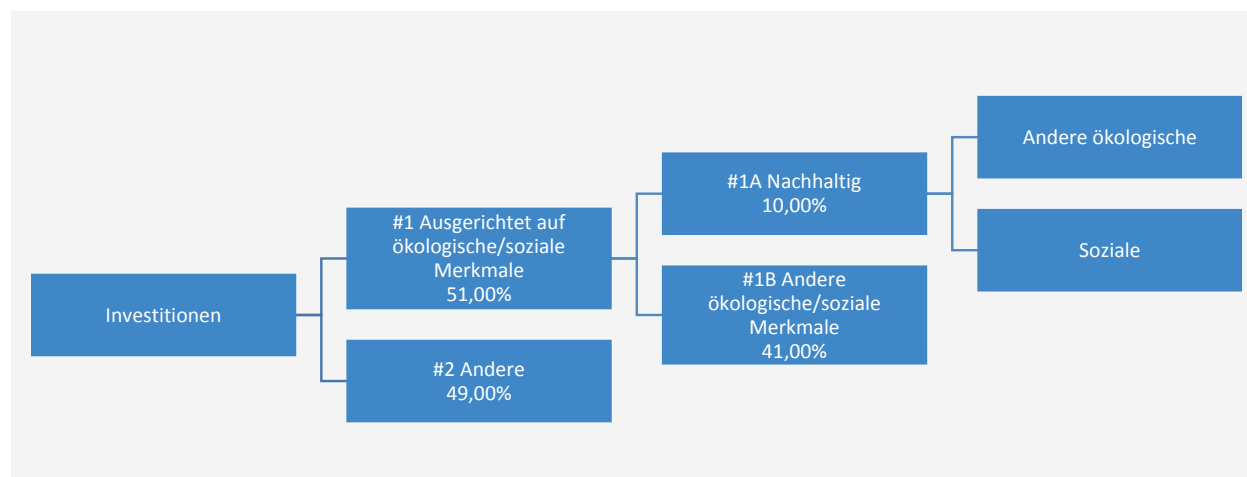 Investitionen
#1 Ausgerichtet auf
ökologische/soziale
Merkmale
51,00%
#2 Andere
49,00%
#1A Nachhaltig
10,00%
#1B Andere
ökologische/soziale
Merkmale
41,00%
Andere ökologische
Soziale